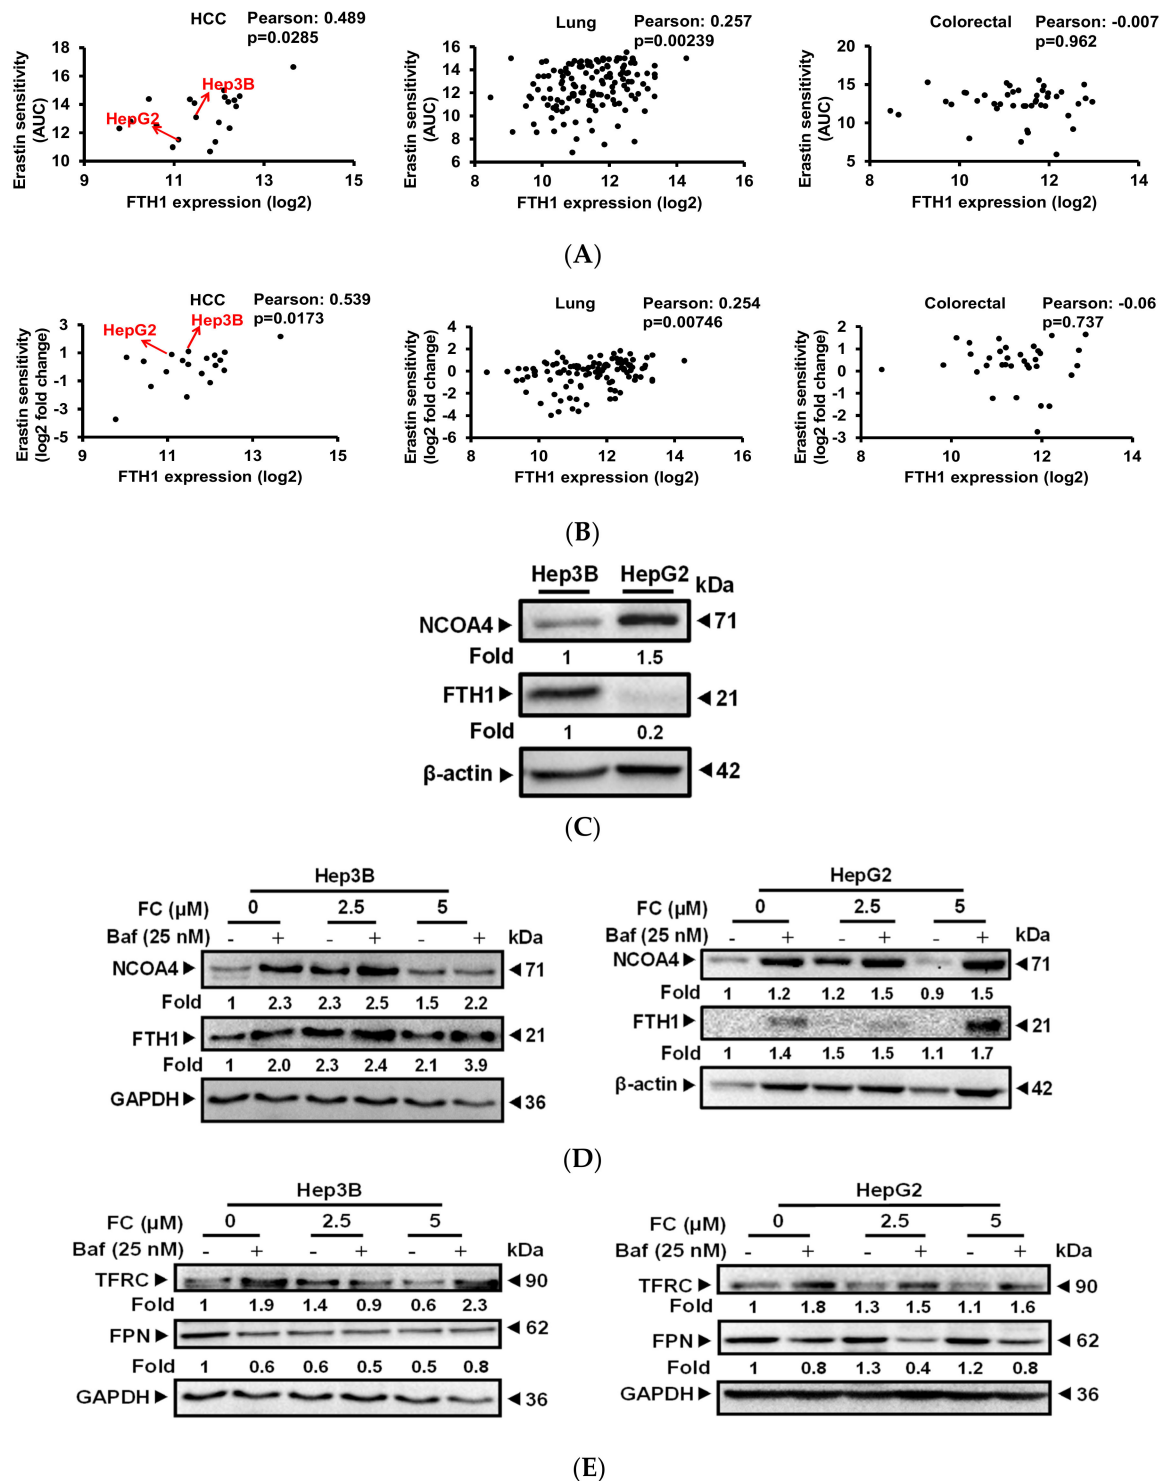 HCC Pearson: 0.489
p=0.0285
Erastin sensitivity
(AUC)
18
16
14
12
10
Hep3B
HepG2
9 11 13 15
FTH1 expression (log2)
Lung Pearson: 0.257
p=0.00239
Erastin sensitivity
(AUC)
16
14
12
10
8
6
8 10 12 14 16
FTH1 expression (log2)
Colorectal Pearson: -0.007
p=0.962
Erastin sensitivity
(AUC)
20
15
10
5
8 10 12 14
FTH1 expression (log2)
(A)
HCC Pearson: 0.539
p=0.0173
Erastin sensitivity
(log2 fold change)
3
1
-1
-3
-5
HepG2
Hep3B
9 11 13 15
FTH1 expression (log2)
Lung Pearson: 0.254
p=0.00746
Erastin sensitivity
(log2 fold change)
4
2
0
-2
-4
-6
8 10 12 14 16
FTH1 expression (log2)
Colorectal Pearson: -0.06
p=0.737
Erastin sensitivity
(log2 fold change)
2
1
0
-1
-2
-3
8 10 12 14
FTH1 expression (log2)
(B)
Hep3B HepG2 kDa
NCOA4 71
Fold 1 1.5
FTH1 21
Fold 1 0.2
β-actin 42
(C)
Hep3B
FC (μM) 0 2.5 5
Baf (25 nM) - + - + - + kDa
NCOA4 71
Fold 1 2.3 2.3 2.5 1.5 2.2
FTH1 21
Fold 1 2.0 2.3 2.4 2.1 3.9
GAPDH 36
HepG2
FC (μM) 0 2.5 5
Baf (25 nM) - + - + - + kDa
NCOA4 71
Fold 1 1.2 1.2 1.5 0.9 1.5
FTH1 21
Fold 1 1.4 1.5 1.5 1.1 1.7
β-actin 42
(D)
Hep3B
FC (μM) 0 2.5 5
Baf (25 nM) - + - + - + kDa
TFRC 90
Fold 1 1.9 1.4 0.9 0.6 2.3
FPN 62
Fold 1 0.6 0.6 0.5 0.5 0.8
GAPDH 36
HepG2
FC (μM) 0 2.5 5
Baf (25 nM) - + - + - + kDa
TFRC 90
Fold 1 1.8 1.3 1.5 1.1 1.6
FPN 62
Fold 1 0.8 1.3 0.4 1.2 0.8
GAPDH 36
(E)